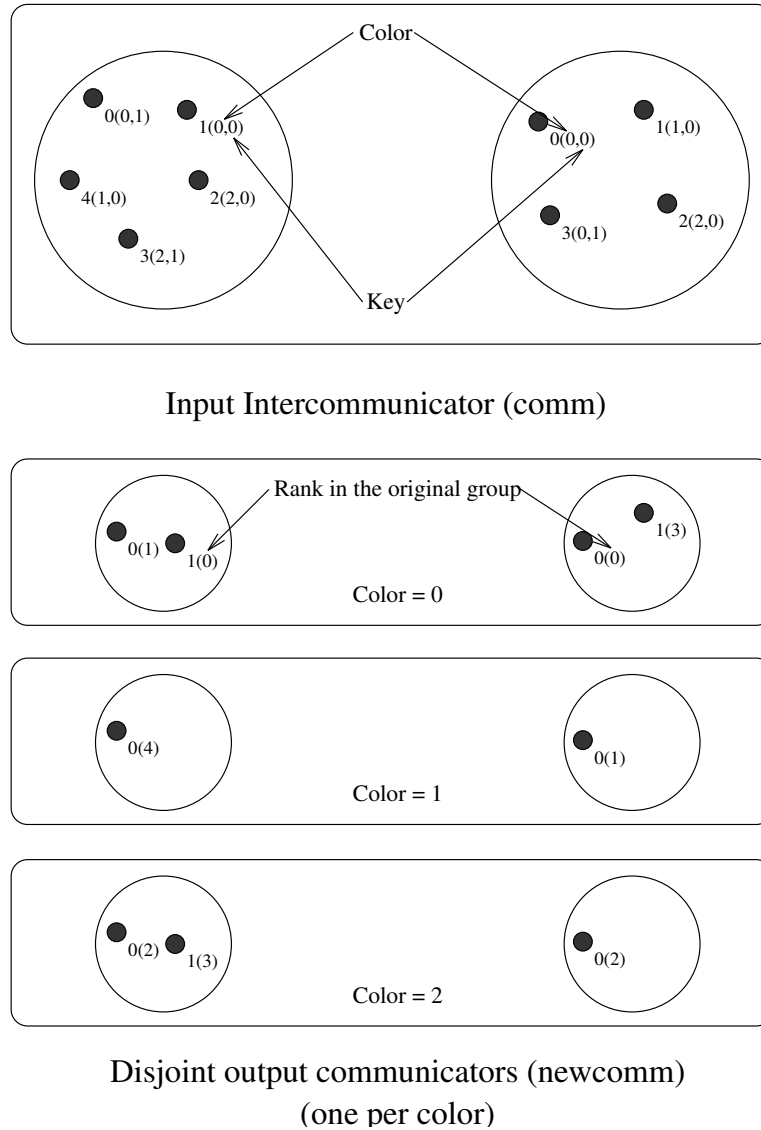 Color
0(0,1)
1(0,0)
4(1,0)
2(2,0)
3(2,1)
0(0,0)
1(1,0)
3(0,1)
2(2,0)
Key
Input Intercommunicator (comm)
Rank in the original group
0(1)
1(0)
0(0)
1(3)
Color = 0
0(4)
0(1)
Color = 1
0(2)
1(3)
0(2)
Color = 2
Disjoint output communicators (newcomm)
(one per color)